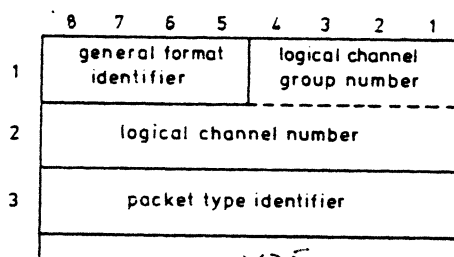 8 7 6 5 4 3 2 1
general format logical channel
1 identifier group number
2 logical channel number
3 packet type identifier